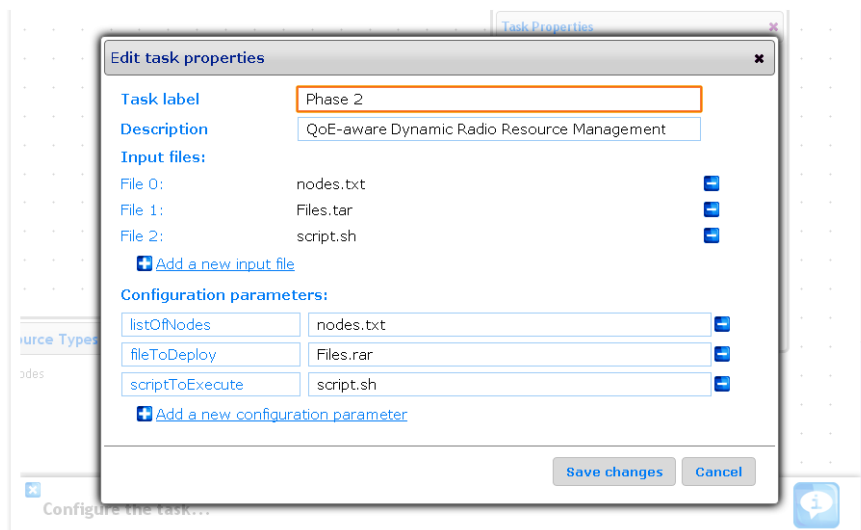 Task Properties
Edit task properties
Task label Phase 2
Description QoE-aware Dynamic Radio Resource Management
Input files:
File 0: nodes.txt
File 1: Files.tar
File 2: script.sh
Add a new input file
Configuration parameters:
listOfNodes nodes.txt
fileToDeploy Files.rar
scriptToExecute script.sh
Add a new configuration parameter
ource Types
odes
Save changes Cancel
Configure the task...